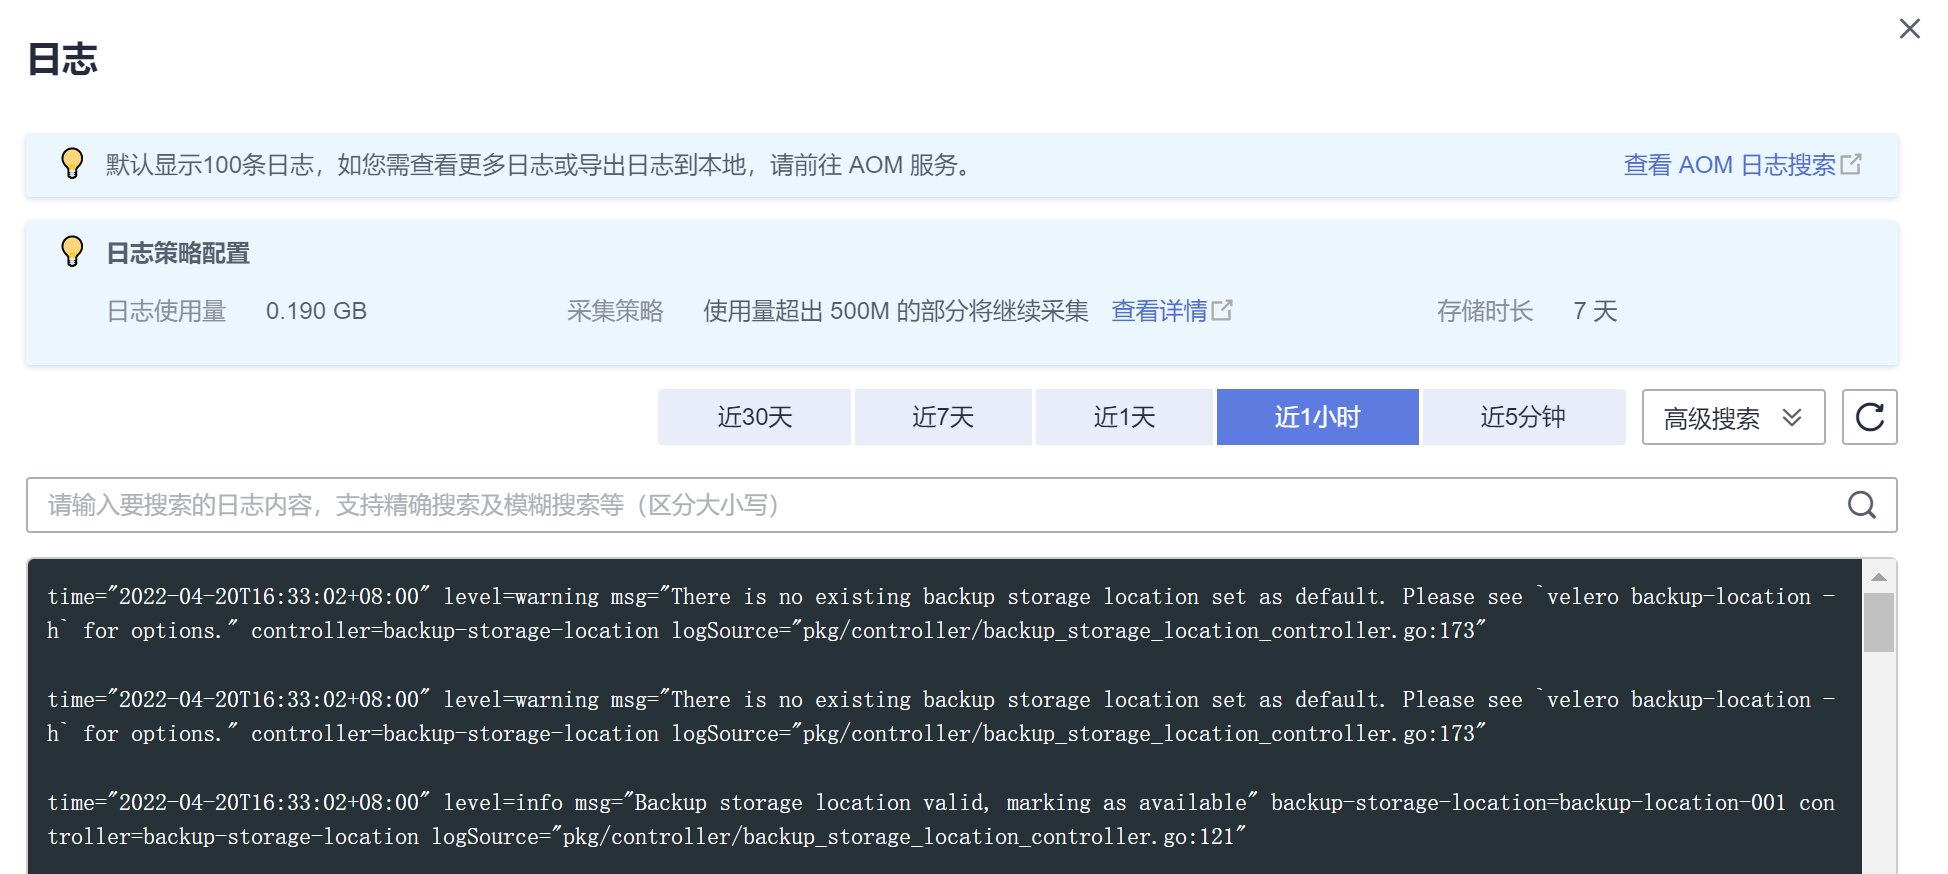 日志
默认显示100条日志，如您需查看更多日志或导出日志到本地，请前往 AOM 服务。 查看 AOM 日志搜索
日志策略配置
日志使用量 0.190 GB 采集策略 使用量超出 500M 的部分将继续采集 查看详情 存储时长 7 天
近30天 近7天 近1天 近1小时 近5分钟 高级搜索
请输入要搜索的日志内容，支持精确搜索及模糊搜索等（区分大小写）
time="2022-04-20T16:33:02+08:00" level=warning msg="There is no existing backup storage location set as default. Please see `velero backup-location -
h` for options." controller=backup-storage-location logSource="pkg/controller/backup_storage_location_controller.go:173"
time="2022-04-20T16:33:02+08:00" level=warning msg="There is no existing backup storage location set as default. Please see `velero backup-location -
h` for options." controller=backup-storage-location logSource="pkg/controller/backup_storage_location_controller.go:173"
time="2022-04-20T16:33:02+08:00" level=info msg="Backup storage location valid, marking as available" backup-storage-location=backup-location-001 con
troller=backup-storage-location logSource="pkg/controller/backup_storage_location_controller.go:121"